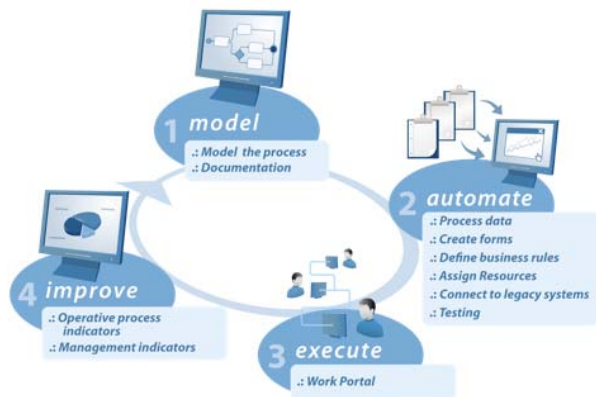 1 model
.: Model the process
.: Documentation
2 automate
.: Process data
.: Create forms
.: Define business rules
.: Assign Resources
.: Connect to legacy systems
.: Testing
3 execute
.: Work Portal
4 improve
.: Operative process
indicators
.: Management indicators